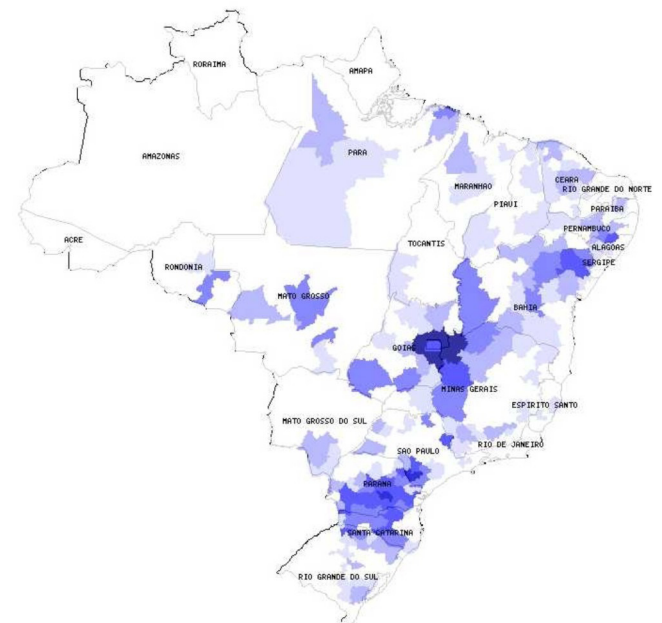 RORAIMA
AMAPA
AMAZONAS
PARA
MARANHAO
CEARA
RIO GRANDE DO NORTE
PIAUI
PARAIBA
PERNAMBUCO
ACRE
TOCANTIS
ALAGOAS
RONDONIA
SERGIPE
MATO GROSSO
BAHIA
GOIAS
MINAS GERAIS
ESPIRITO SANTO
MATO GROSSO DO SUL
RIO DE JANEIRO
SAO PAULO
PARANA
SANTA CATARINA
RIO GRANDE DO SUL